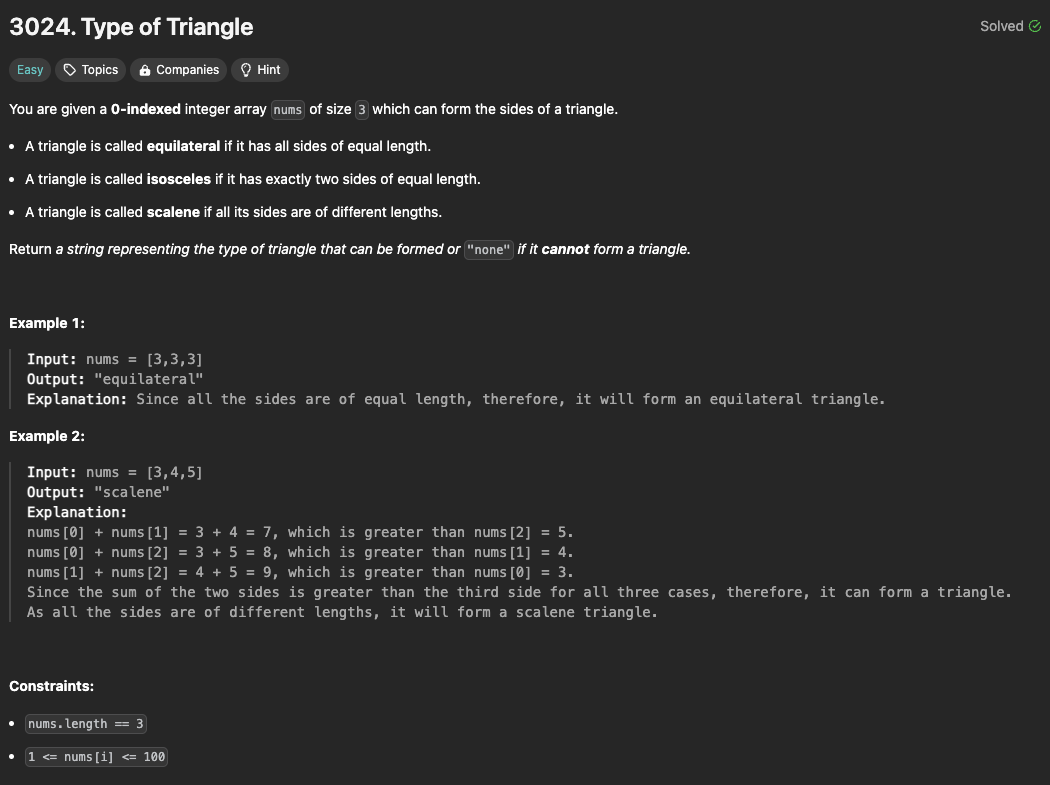 3024. Type of Triangle
Solved
Easy Topics Companies Hint
You are given a 0-indexed integer array nums of size 3 which can form the sides of a triangle.
• A triangle is called equilateral if it has all sides of equal length.
• A triangle is called isosceles if it has exactly two sides of equal length.
• A triangle is called scalene if all its sides are of different lengths.
Return a string representing the type of triangle that can be formed or "none" if it cannot form a triangle.
Example 1:
Input: nums = [3,3,3]
Output: "equilateral"
Explanation: Since all the sides are of equal length, therefore, it will form an equilateral triangle.
Example 2:
Input: nums = [3,4,5]
Output: "scalene"
Explanation:
nums[0] + nums[1] = 3 + 4 = 7, which is greater than nums[2] = 5.
nums[0] + nums[2] = 3 + 5 = 8, which is greater than nums[1] = 4.
nums[1] + nums[2] = 4 + 5 = 9, which is greater than nums[0] = 3.
Since the sum of the two sides is greater than the third side for all three cases, therefore, it can form a triangle.
As all the sides are of different lengths, it will form a scalene triangle.
Constraints:
• nums.length == 3
• 1 <= nums[i] <= 100